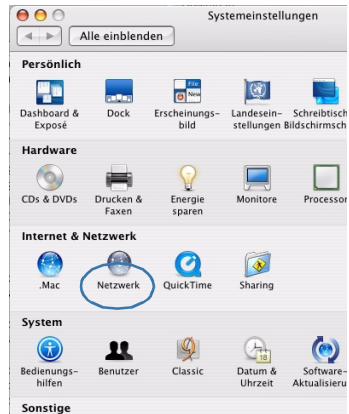 Systemeinstellungen
Alle einblenden
Persönlich
Dashboard & Exposé
Dock
Erscheinungs-
bild
Landesein-
stellungen
Schreibtisch
Bildschirmsch
Hardware
CDs & DVDs
Drucken &
Faxen
Energie
sparen
Monitore
Processor
Internet & Netzwerk
.Mac
Netzwerk
QuickTime
Sharing
System
Bedienungs-
hilfen
Benutzer
Classic
Datum &
Uhrzeit
Software-
Aktualisieru
Sonstige